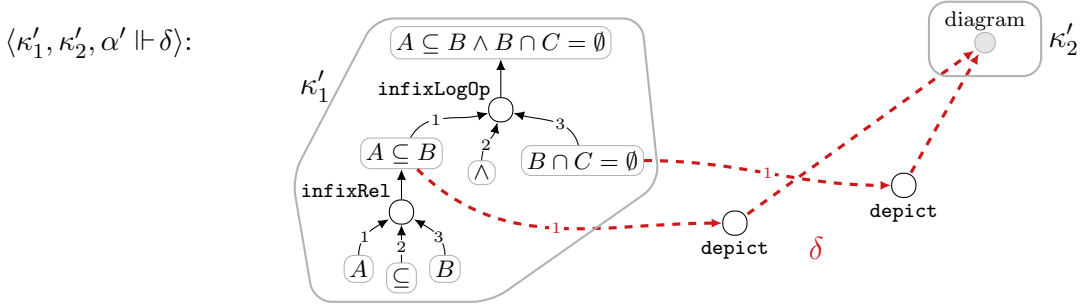 ⟨κ′₁, κ′₂, α′ ⊩ δ⟩:
diagram
A ⊆ B ∧ B ∩ C = ∅
κ′₂
κ′₁
infixLogOp
1
2
3
A ⊆ B
∧
B ∩ C = ∅
1
infixRel
depict
1
depict
δ
1
2
3
A
⊆
B